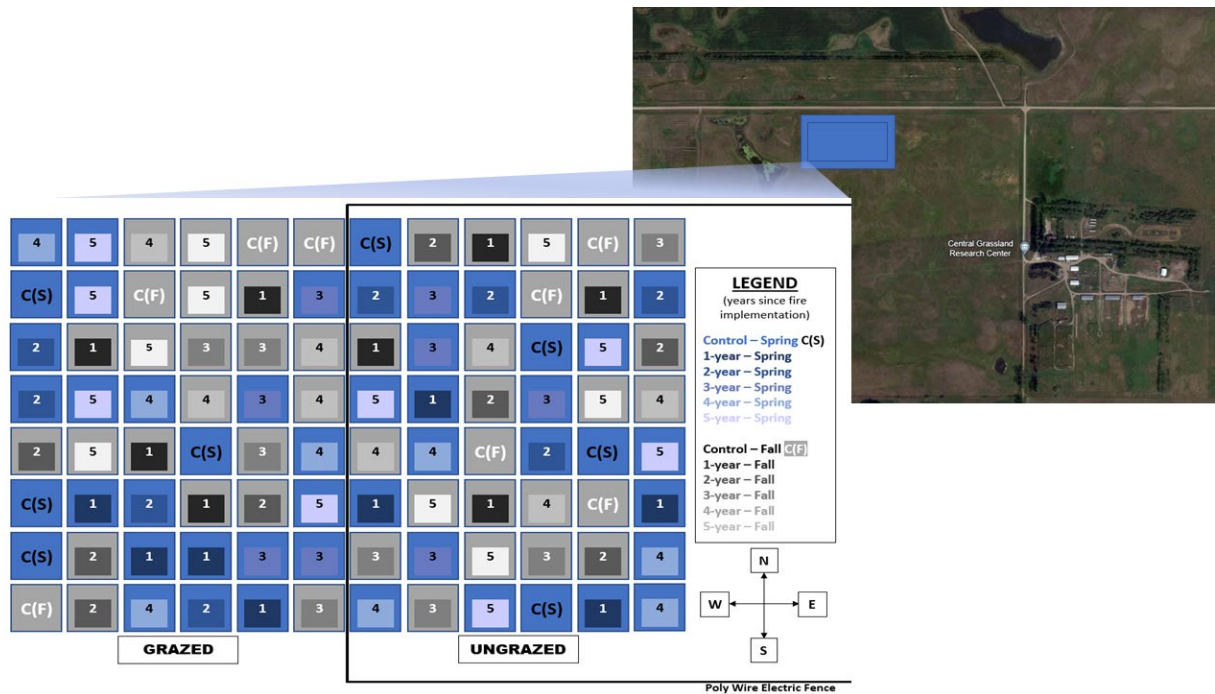 Central Grassland
Research Center
4 5 4 5 C(F) C(F) C(S) 2 1 5 C(F) 3
C(S) 5 C(F) 5 1 3 2 3 2 C(F) 1 2
2 1 5 3 3 4 1 3 4 C(S) 5 2
2 5 4 4 3 4 5 1 2 3 5 4
2 5 1 C(S) 3 4 4 4 C(F) 2 C(S) 5
C(S) 1 2 1 2 5 1 5 1 4 C(F) 1
C(S) 2 1 1 3 3 3 3 5 3 2 4
C(F) 2 4 2 1 3 4 3 5 C(S) 1 4
GRAZED
UNGRAZED
LEGEND
(years since fire
implementation)
Control – Spring C(S)
1-year – Spring
2-year – Spring
3-year – Spring
4-year – Spring
5-year – Spring
Control – Fall C(F)
1-year – Fall
2-year – Fall
3-year – Fall
4-year – Fall
5-year – Fall
N
W E
S
Poly Wire Electric Fence